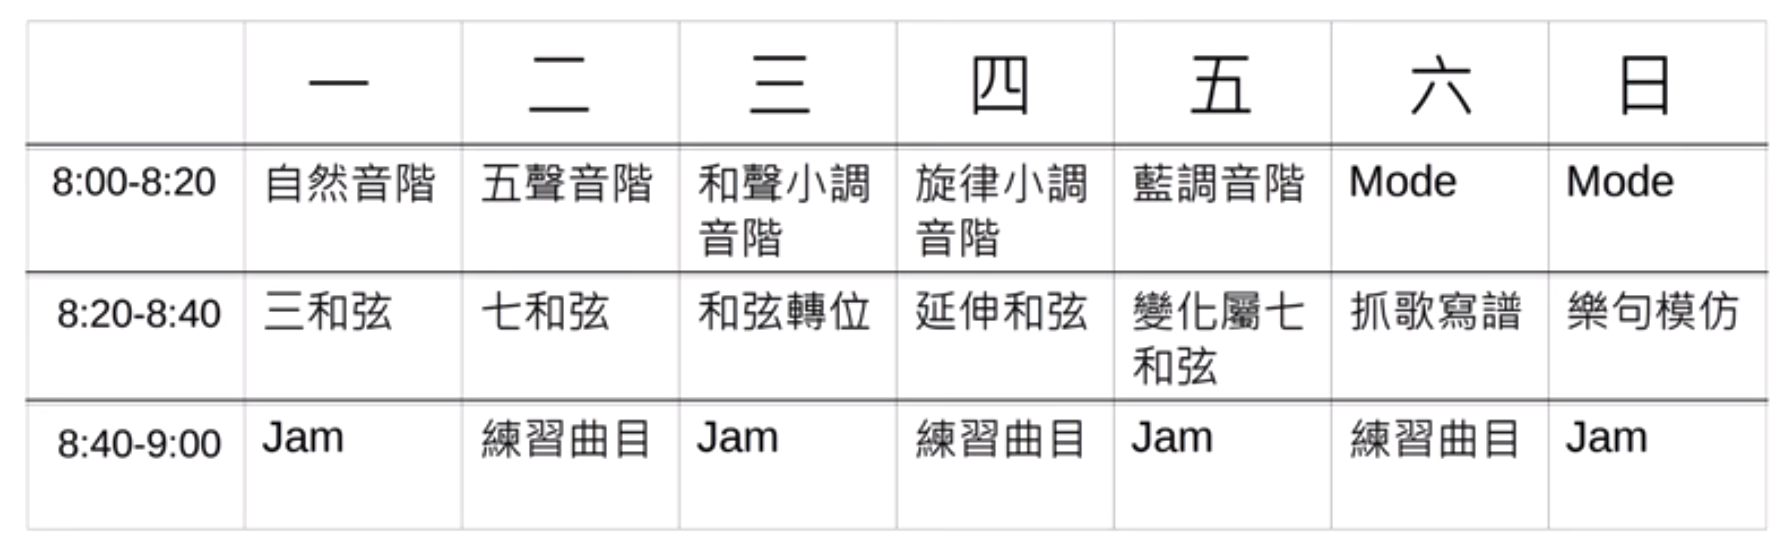 一 二 三 四 五 六 日
8:00-8:20 自然音階 五聲音階 和聲小調 旋律小調 藍調音階 Mode Mode
音階 音階
8:20-8:40 三和弦 七和弦 和弦轉位 延伸和弦 變化屬七 抓歌寫譜 樂句模仿
和弦
8:40-9:00 Jam 練習曲目 Jam 練習曲目 Jam 練習曲目 Jam